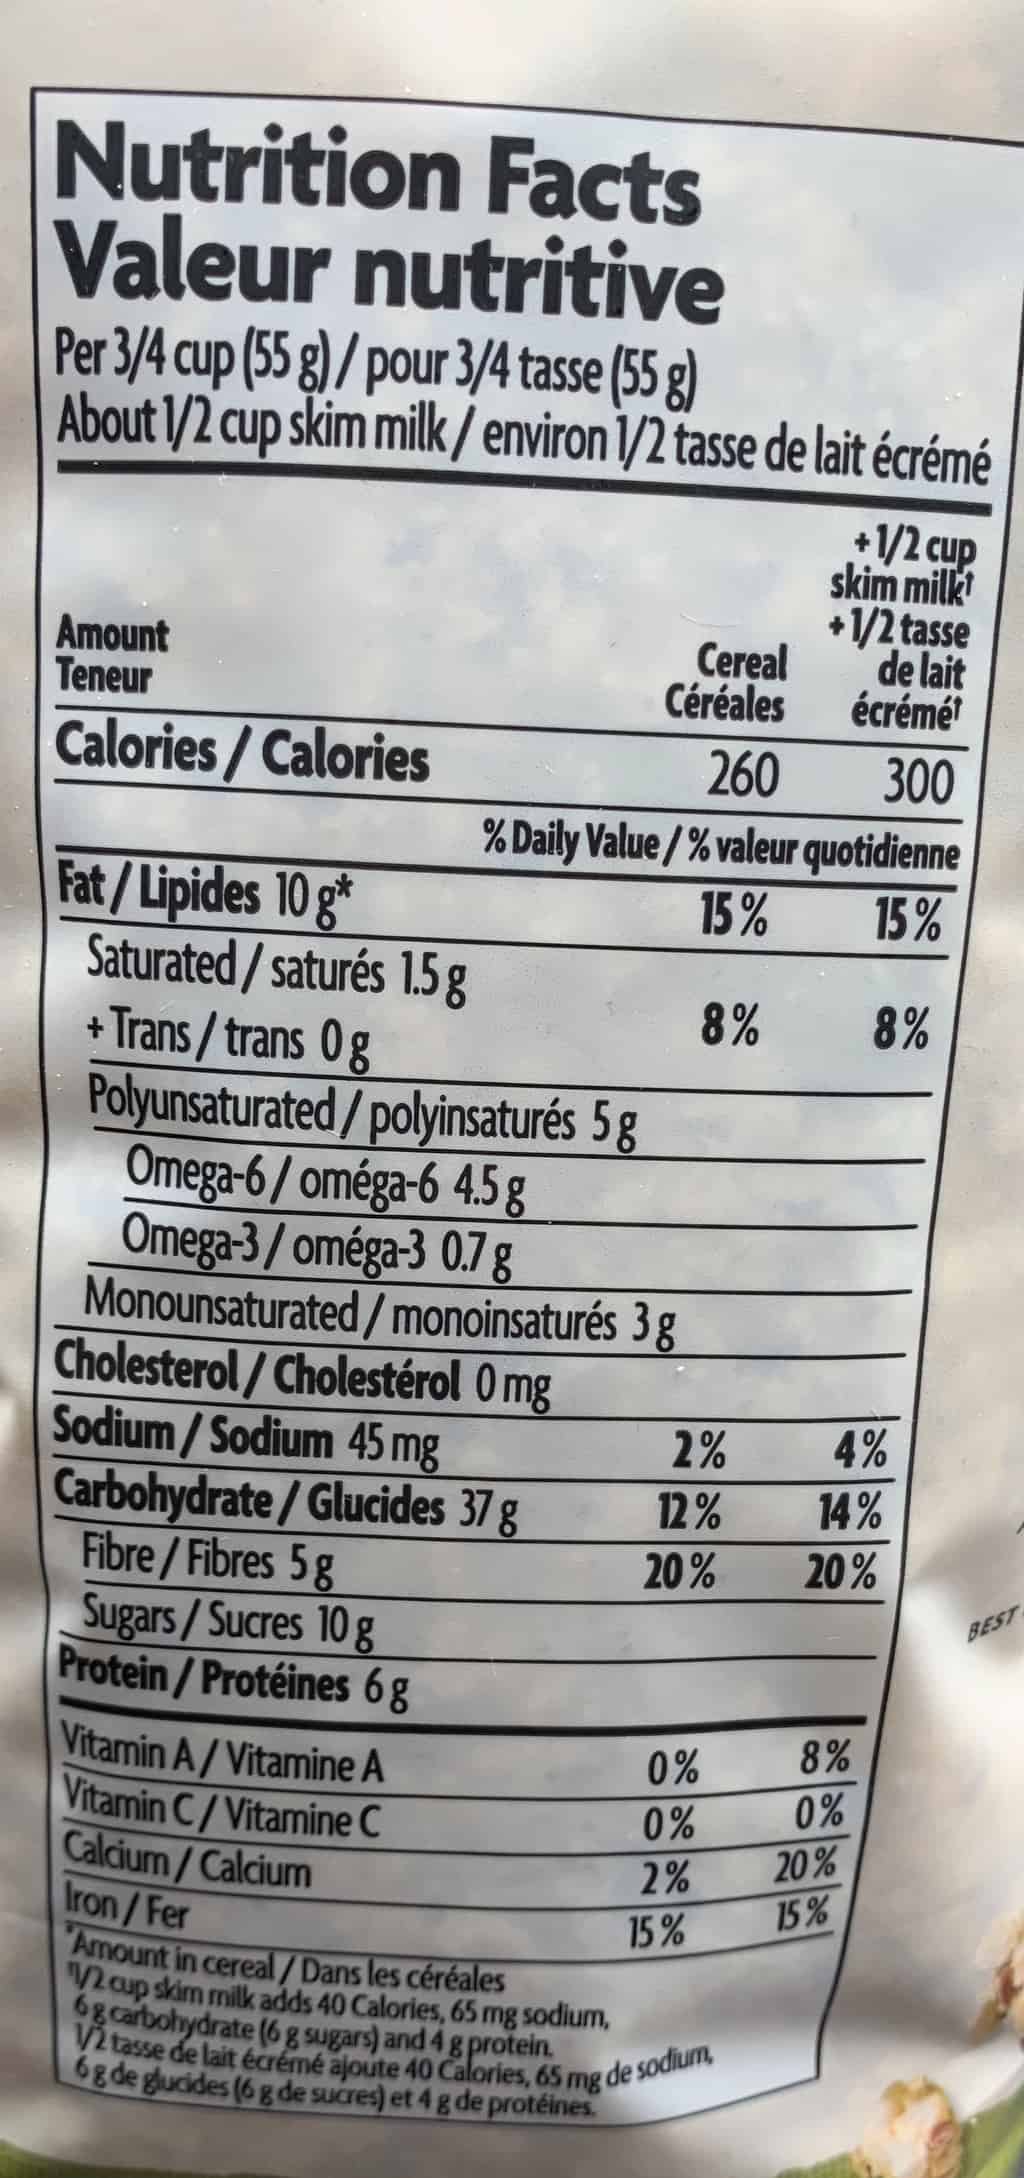 Nutrition Facts
Valeur nutritive
Per 3/4 cup (55 g) / pour 3/4 tasse (55 g)
About 1/2 cup skim milk / environ 1/2 tasse de lait écrémé
+ 1/2 cup
skim milk†
+ 1/2 tasse
de lait
écrémé†
Amount
Teneur
Cereal
Céréales
Calories / Calories 260 300
% Daily Value / % valeur quotidienne
Fat / Lipides 10 g* 15 % 15 %
Saturated / saturés 1.5 g
+ Trans / trans 0 g 8 % 8 %
Polyunsaturated / polyinsaturés 5 g
Omega-6 / oméga-6 4.5 g
Omega-3 / oméga-3 0.7 g
Monounsaturated / monoinsaturés 3 g
Cholesterol / Cholestérol 0 mg
Sodium / Sodium 45 mg 2 % 4 %
Carbohydrate / Glucides 37 g 12 % 14 %
Fibre / Fibres 5 g 20 % 20 %
Sugars / Sucres 10 g
Protein / Protéines 6 g
Vitamin A / Vitamine A 0 % 8 %
Vitamin C / Vitamine C 0 % 0 %
Calcium / Calcium 2 % 20 %
Iron / Fer 15 % 15 %
*Amount in cereal / Dans les céréales
†1/2 cup skim milk adds 40 Calories, 65 mg sodium,
6 g carbohydrate (6 g sugars) and 4 g protein.
1/2 tasse de lait écrémé ajoute 40 Calories, 65 mg de sodium,
6 g de glucides (6 g de sucres) et 4 g de protéines.
BEST